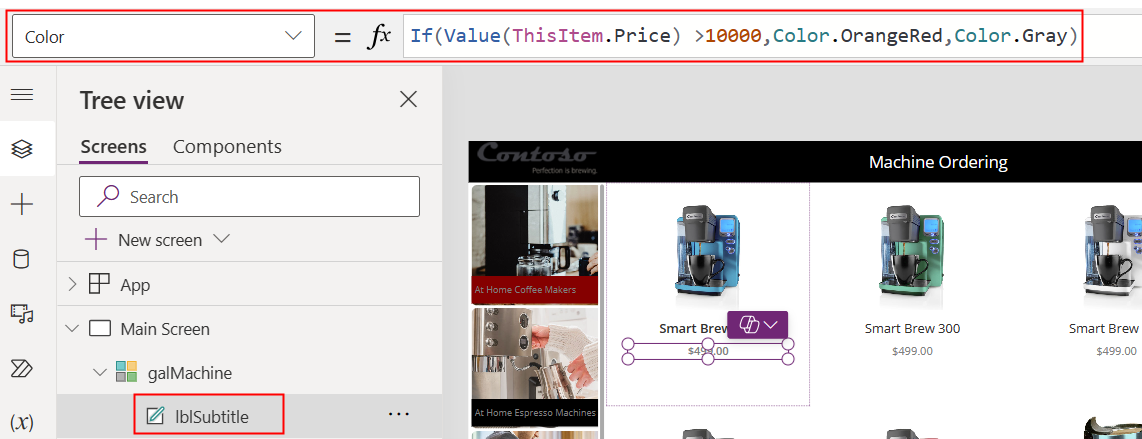 Color
= fx If(Value(ThisItem.Price) >10000,Color.OrangeRed,Color.Gray)
Tree view
Screens Components
Search
New screen
App
Main Screen
galMachine
lblSubtitle
(x)
Contoso
Perfection is brewing.
Machine Ordering
At Home Coffee Makers
At Home Espresso Machines
Smart Brew
$499.00
Smart Brew 300
$499.00
Smart Brew
$499.00